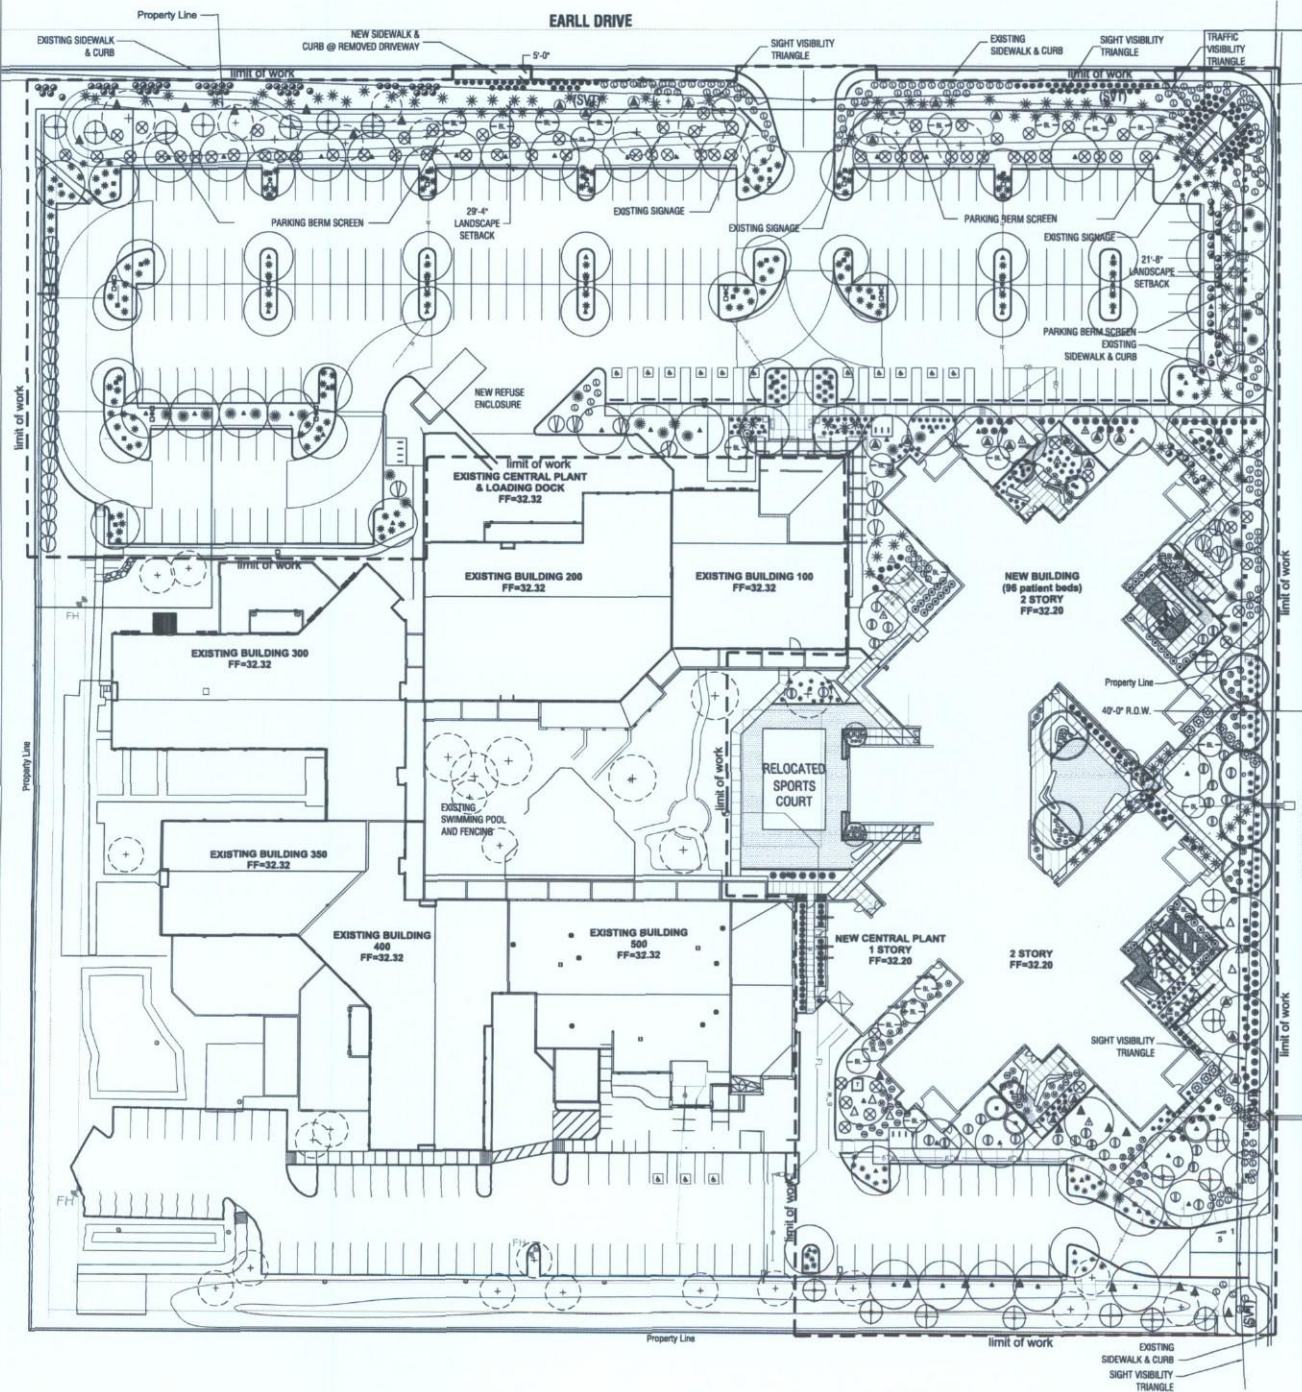 EARLL DRIVE
Property Line
EXISTING SIDEWALK
& CURB
NEW SIDEWALK &
CURB @ REMOVED DRIVEWAY
5'-0"
SIGHT VISIBILITY
TRIANGLE
EXISTING
SIDEWALK & CURB
SIGHT VISIBILITY
TRIANGLE
TRAFFIC
VISIBILITY
TRIANGLE
limit of work
limit of work
(SVT)
(SVT)
PARKING BERM SCREEN
29'-4"
LANDSCAPE
SETBACK
EXISTING SIGNAGE
EXISTING SIGNAGE
PARKING BERM SCREEN
EXISTING SIGNAGE
21'-8"
LANDSCAPE
SETBACK
PARKING BERM SCREEN
EXISTING
SIDEWALK & CURB
limit of work
NEW REFUSE
ENCLOSURE
limit of work
EXISTING CENTRAL PLANT
& LOADING DOCK
FF=32.32
limit of work
EXISTING BUILDING 200
FF=32.32
EXISTING BUILDING 100
FF=32.32
NEW BUILDING
(96 patient beds)
2 STORY
FF=32.20
limit of work
FH
EXISTING BUILDING 300
FF=32.32
Property Line
40'-0" R.O.W.
Property Line
limit of work
RELOCATED
SPORTS
COURT
EXISTING
SWIMMING POOL
AND FENCING
EXISTING BUILDING 350
FF=32.32
EXISTING BUILDING
400
FF=32.32
EXISTING BUILDING
500
FF=32.32
NEW CENTRAL PLANT
1 STORY
FF=32.20
2 STORY
FF=32.20
SIGHT VISIBILITY
TRIANGLE
limit of work
limit of work
FH
FH
(SVT)
Property Line
limit of work
EXISTING
SIDEWALK & CURB
SIGHT VISIBILITY
TRIANGLE